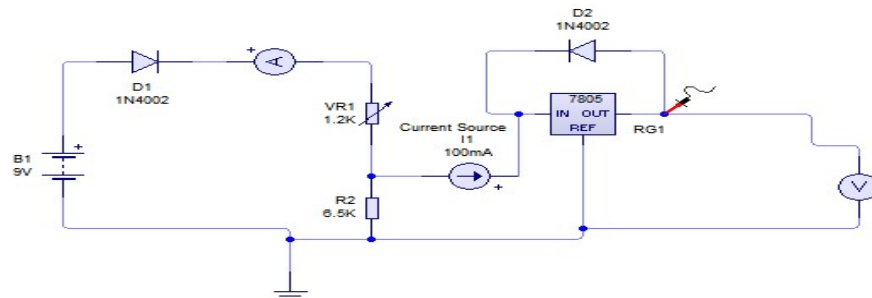 D1
1N4002
+
A
D2
1N4002
VR1
1.2K
Current Source
I1
100mA
+
7805
IN OUT
REF
RG1
B1
9V
+
R2
6.5K
V